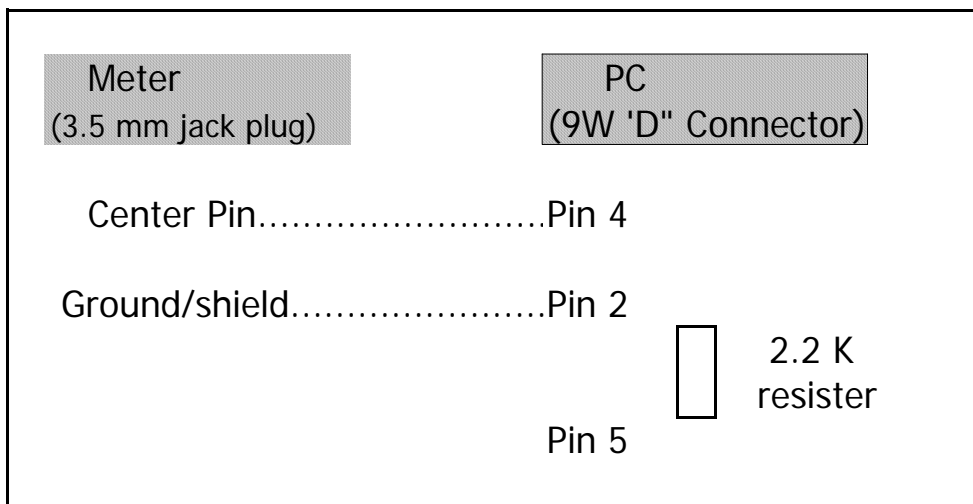 Meter
(3.5 mm jack plug)
PC
(9W 'D" Connector)
Center Pin..........................Pin 4
Ground/shield.......................Pin 2
2.2 K
resister
Pin 5